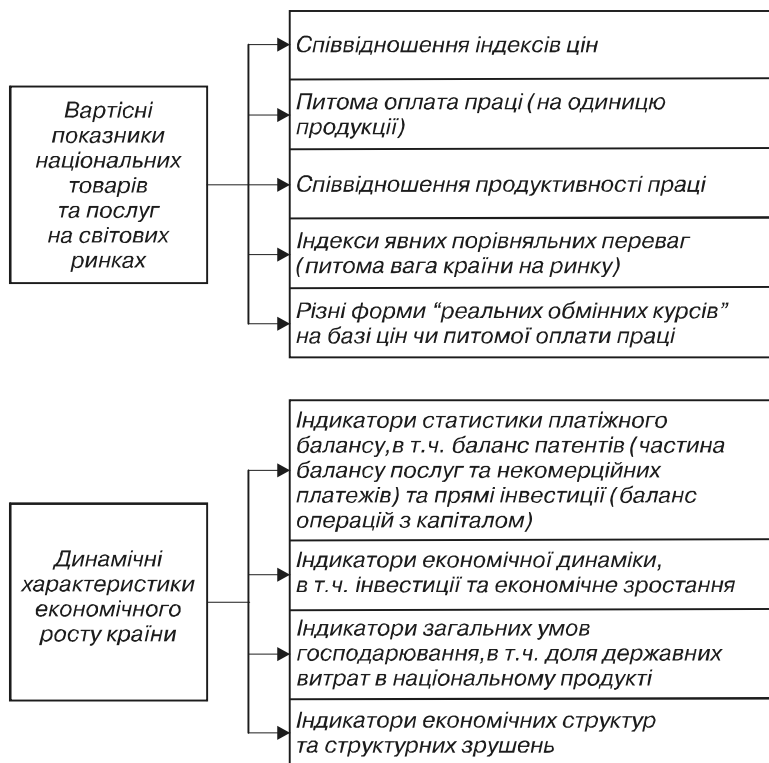 Вартісні
показники
національних
товарів
та послуг
на світових
ринках
Співвідношення індексів цін
Питома оплата праці (на одиницю
продукції)
Співвідношення продуктивності праці
Індекси явних порівняльних переваг
(питома вага країни на ринку)
Різні форми “реальних обмінних курсів”
на базі цін чи питомої оплати праці
Динамічні
характеристики
економічного
росту країни
Індикатори статистики платіжного
балансу,в т.ч. баланс патентів (частина
балансу послуг та некомерційних
платежів) та прямі інвестиції (баланс
операцій з капіталом)
Індикатори економічної динаміки,
в т.ч. інвестиції та економічне зростання
Індикатори загальних умов
господарювання,в т.ч. доля державних
витрат в національному продукті
Індикатори економічних структур
та структурних зрушень